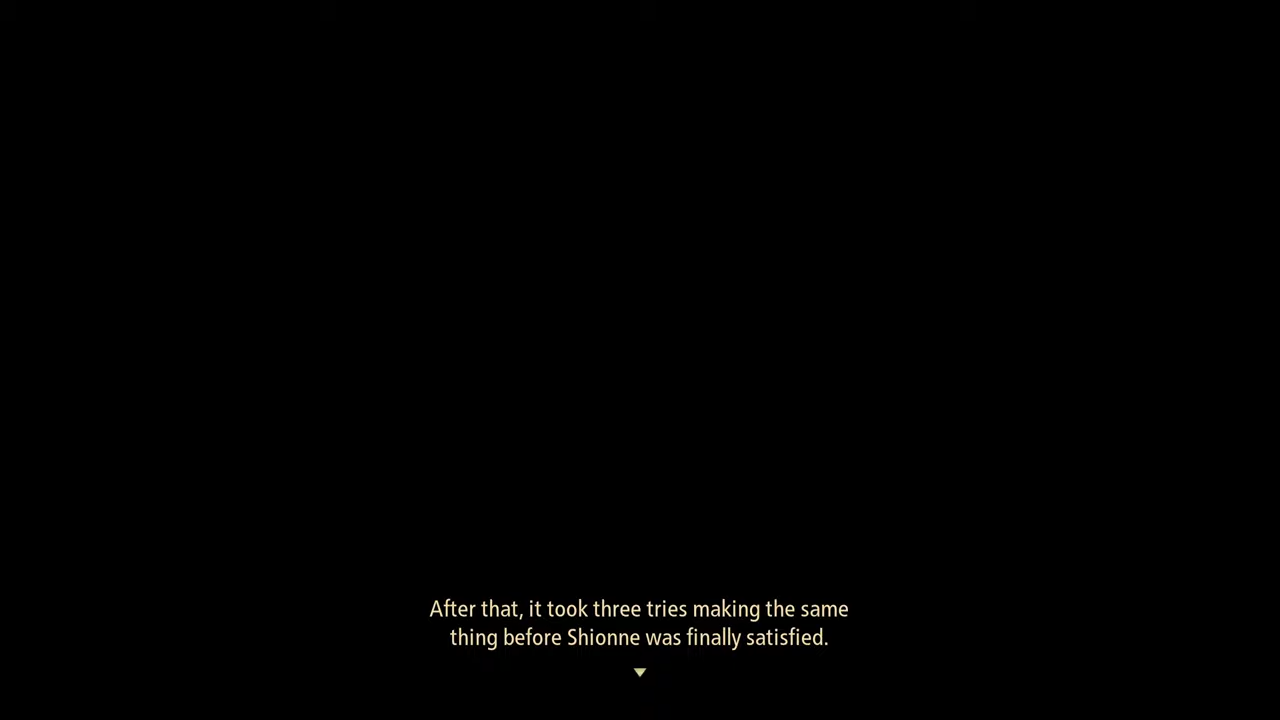 After that, it took three tries making the same
thing before Shionne was finally satisfied.